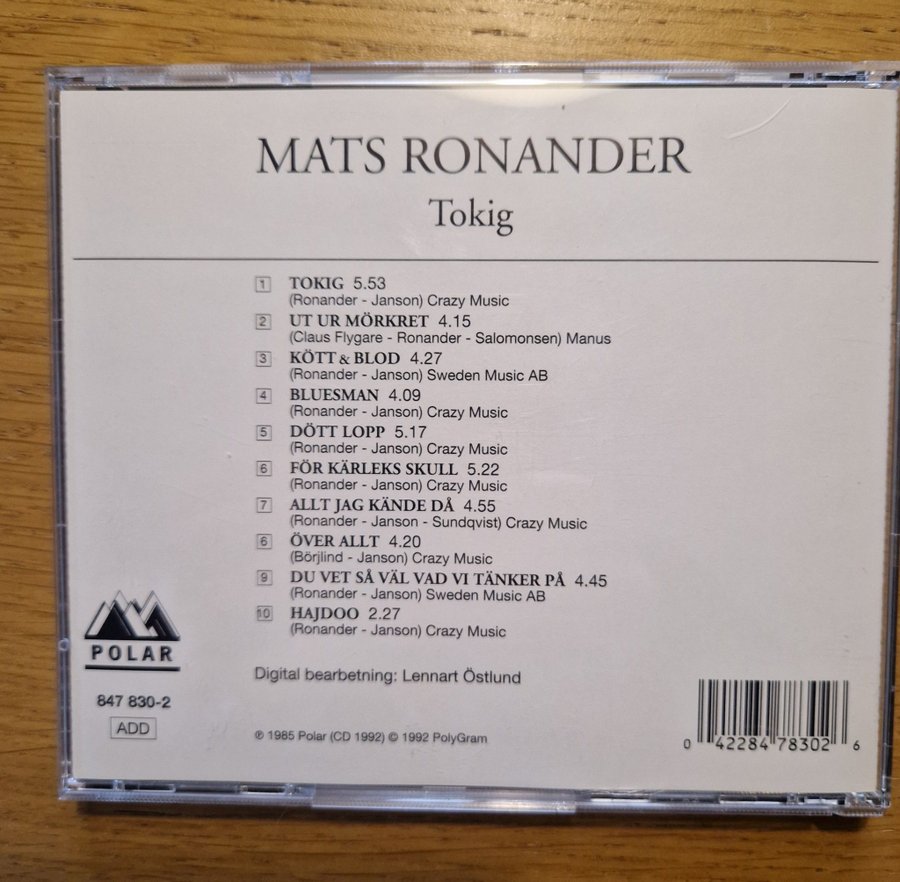 MATS RONANDER
Tokig
1 TOKIG 5.53
(Ronander - Janson) Crazy Music
2 UT UR MÖRKRET 4.15
(Claus Flygare - Ronander - Salomonsen) Manus
3 KÖTT & BLOD 4.27
(Ronander - Janson) Sweden Music AB
4 BLUESMAN 4.09
(Ronander - Janson) Crazy Music
5 DÖTT LOPP 5.17
(Ronander - Janson) Crazy Music
6 FÖR KÄRLEKS SKULL 5.22
(Ronander - Janson) Crazy Music
7 ALLT JAG KÄNDE DÅ 4.55
(Ronander - Janson - Sundqvist) Crazy Music
6 ÖVER ALLT 4.20
(Börjlind - Janson) Crazy Music
9 DU VET SÅ VÄL VAD VI TÄNKER PÅ 4.45
(Ronander - Janson) Sweden Music AB
10 HAJDOO 2.27
(Ronander - Janson) Crazy Music
POLAR
847 830-2
ADD
Digital bearbetning: Lennart Östlund
℗ 1985 Polar (CD 1992) © 1992 PolyGram
0 42284 78302 6